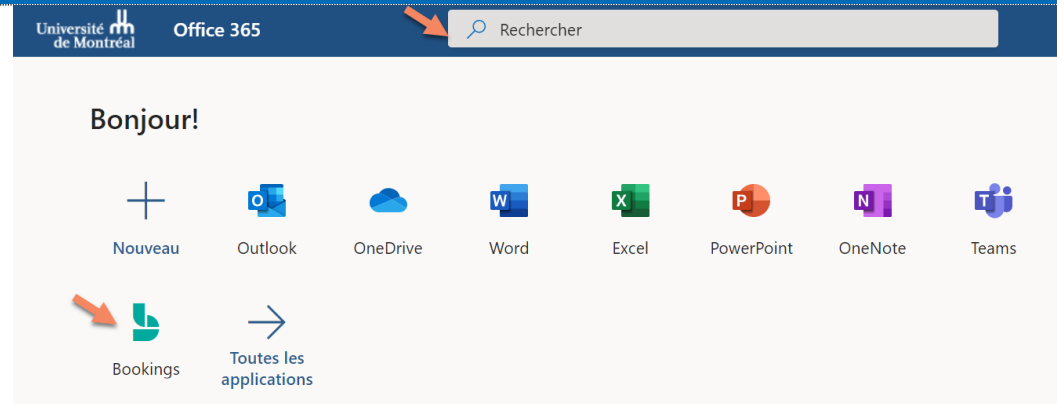 Université
de Montréal
Office 365
Rechercher
Bonjour!
Nouveau
Outlook
OneDrive
Word
Excel
PowerPoint
OneNote
Teams
Bookings
Toutes les
applications